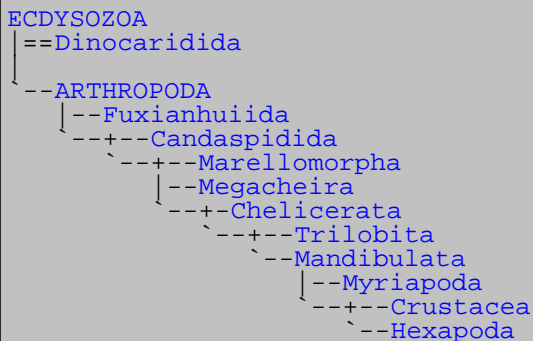 ECDYSOZOA
|==Dinocaridida
|
`--ARTHROPODA
   |--Fuxianhuiida
   `--+--Candaspidida
      `--+--Marellomorpha
         |--Megacheira
         `--+-Chelicerata
            `--+--Trilobita
               `--Mandibulata
                  |--Myriapoda
                  `--+--Crustacea
                     `--Hexapoda